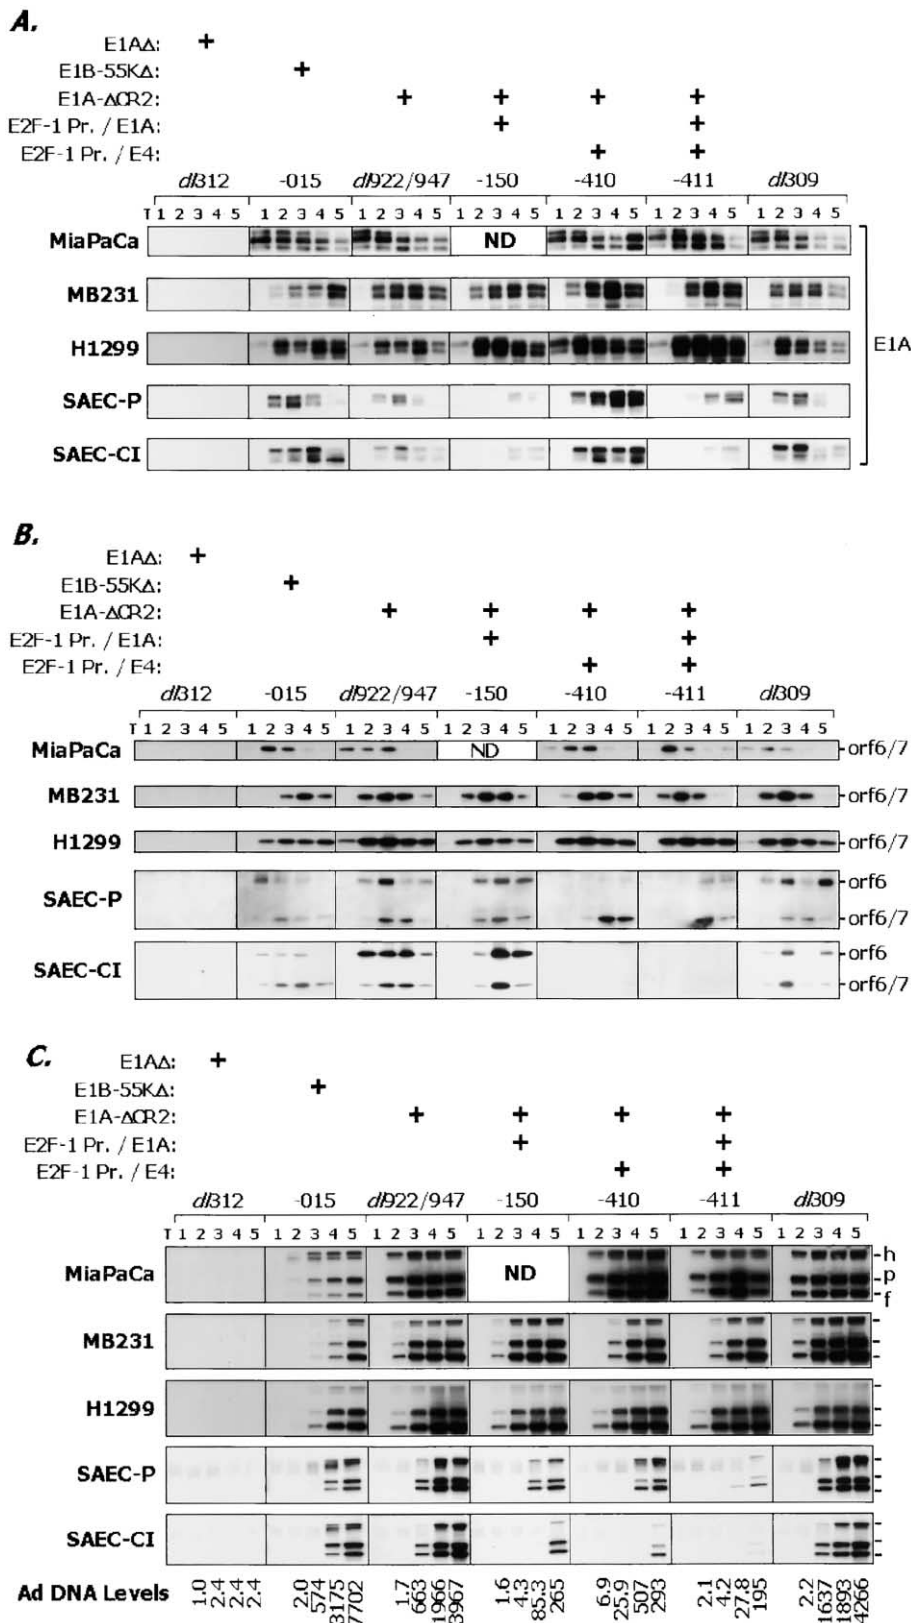 A.
E1AΔ: +
E1B-55KΔ: +
E1A-ΔCR2: + + + +
E2F-1 Pr. / E1A: + +
E2F-1 Pr. / E4: + +
dl312 -015 dl922/947 -150 -410 -411 dl309
T 1 2 3 4 5 1 2 3 4 5 1 2 3 4 5 1 2 3 4 5 1 2 3 4 5 1 2 3 4 5 1 2 3 4 5
MiaPaCa ND
MB231
H1299 E1A
SAEC-P
SAEC-CI
B.
E1AΔ: +
E1B-55KΔ: +
E1A-ΔCR2: + + + +
E2F-1 Pr. / E1A: + +
E2F-1 Pr. / E4: + +
dl312 -015 dl922/947 -150 -410 -411 dl309
T 1 2 3 4 5 1 2 3 4 5 1 2 3 4 5 1 2 3 4 5 1 2 3 4 5 1 2 3 4 5 1 2 3 4 5
MiaPaCa ND -orf6/7
MB231 -orf6/7
H1299 -orf6/7
SAEC-P -orf6
-orf6/7
SAEC-CI -orf6
-orf6/7
C.
E1AΔ: +
E1B-55KΔ: +
E1A-ΔCR2: + + + +
E2F-1 Pr. / E1A: + +
E2F-1 Pr. / E4: + +
dl312 -015 dl922/947 -150 -410 -411 dl309
T 1 2 3 4 5 1 2 3 4 5 1 2 3 4 5 1 2 3 4 5 1 2 3 4 5 1 2 3 4 5 1 2 3 4 5
MiaPaCa ND -h
-p
-f
MB231
H1299
SAEC-P
SAEC-CI
Ad DNA Levels 1.0 2.4 2.4 2.4 2.0 574 3175 7702 1.7 663 1966 3967 1.6 4.3 85.3 265 6.9 25.9 507 293 2.1 4.2 27.8 195 2.2 1637 1893 4266